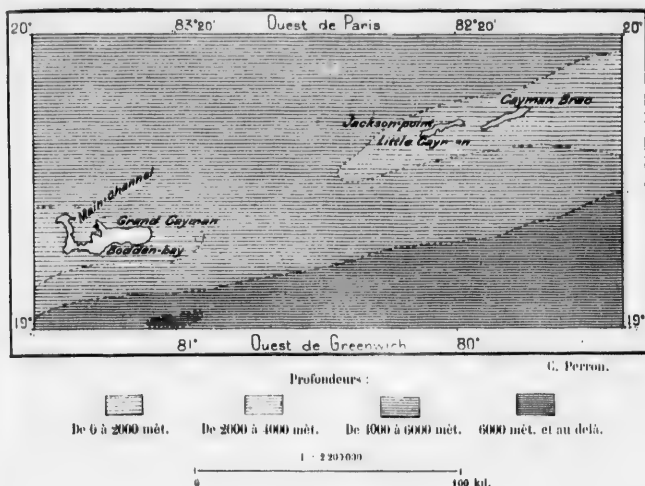 Ouest de Paris
20° 83°20' 82°20' 20°
Cayman Brac
Jackson-point
Little Cayman
Main-channel
Grand Cayman
Bodden-bay
19° 19°
81° Ouest de Greenwich 80°
C. Perron.
Profondeurs :
De 0 à 2000 mèt. De 2000 à 4000 mèt. De 4000 à 6000 mèt. 6000 mèt. et au delà.
1 : 2 200 000
0 100 kil.